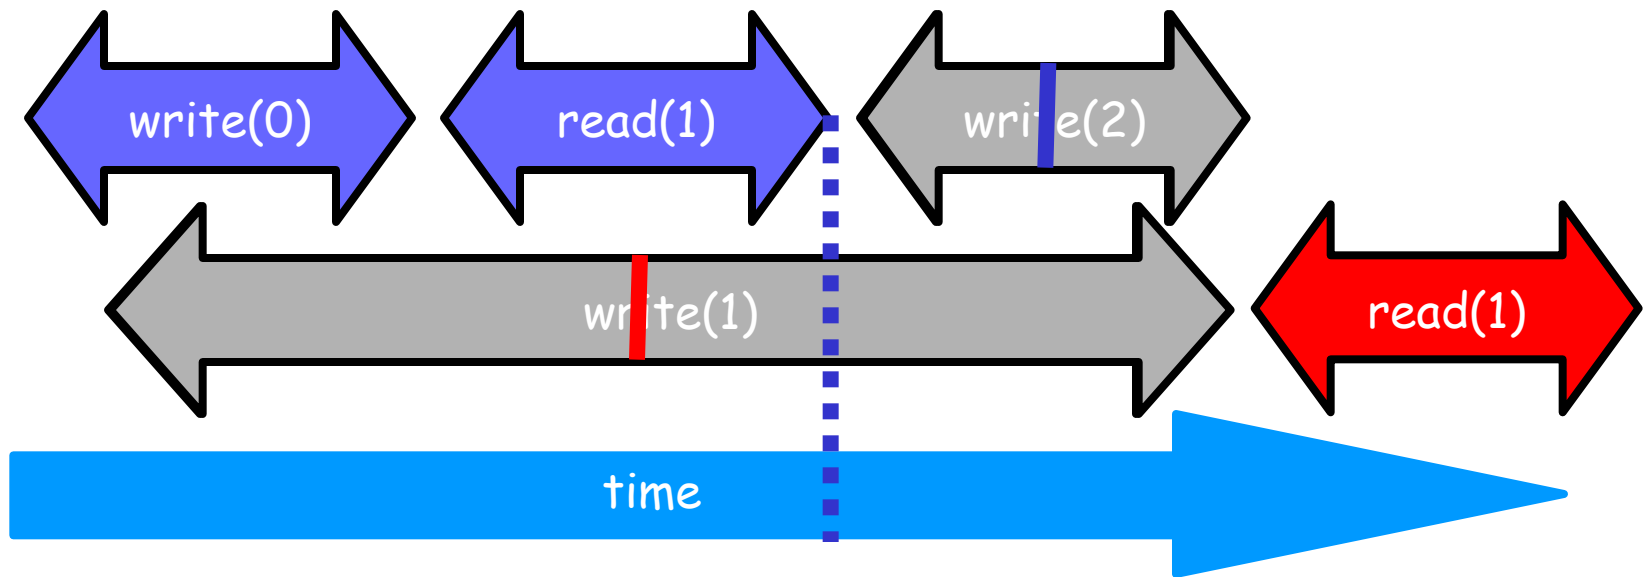 write(0) read(1) write(2)
write(1) read(1)
time